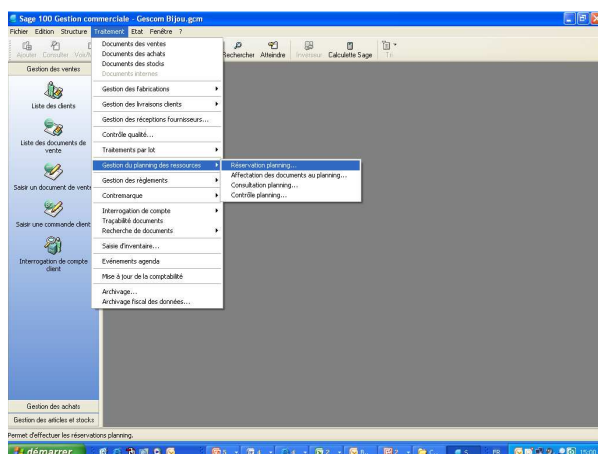 Sage 100 Gestion commerciale - Gescom Bijou.gcm
Fichier Edition Structure Traitement Etat Fenêtre ?
Ajouter Consulter Rechercher Atteindre Inverseur Calculette Sage Tri
Gestion des ventes
Liste des clients
Liste des documents de vente
Saisir un document de vente
Saisir une commande client
Interrogation de compte client
Gestion des achats
Gestion des articles et stocks
Documents des ventes
Documents des achats
Documents des stocks
Documents internes
Gestion des fabrications
Gestion des livraisons clients
Gestion des réceptions fournisseurs...
Contrôle qualité...
Traitements par lot
Gestion du planning des ressources
Gestion des règlements
Contremarque
Interrogation de compte
Traçabilité documents
Recherche de documents
Saisie d'inventaire...
Evénements agenda
Mise à jour de la comptabilité
Archivage...
Archivage fiscal des données...
Réservation planning...
Affectation des documents au planning...
Consultation planning...
Contrôle planning...
Permet d'effectuer les réservations planning.
démarrer
FR
15:00